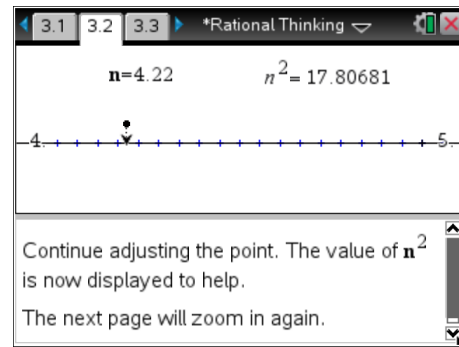 3.1 3.2 3.3 *Rational Thinking
n=4.22 n²= 17.80681
4. 5.
Continue adjusting the point. The value of n²
is now displayed to help.
The next page will zoom in again.